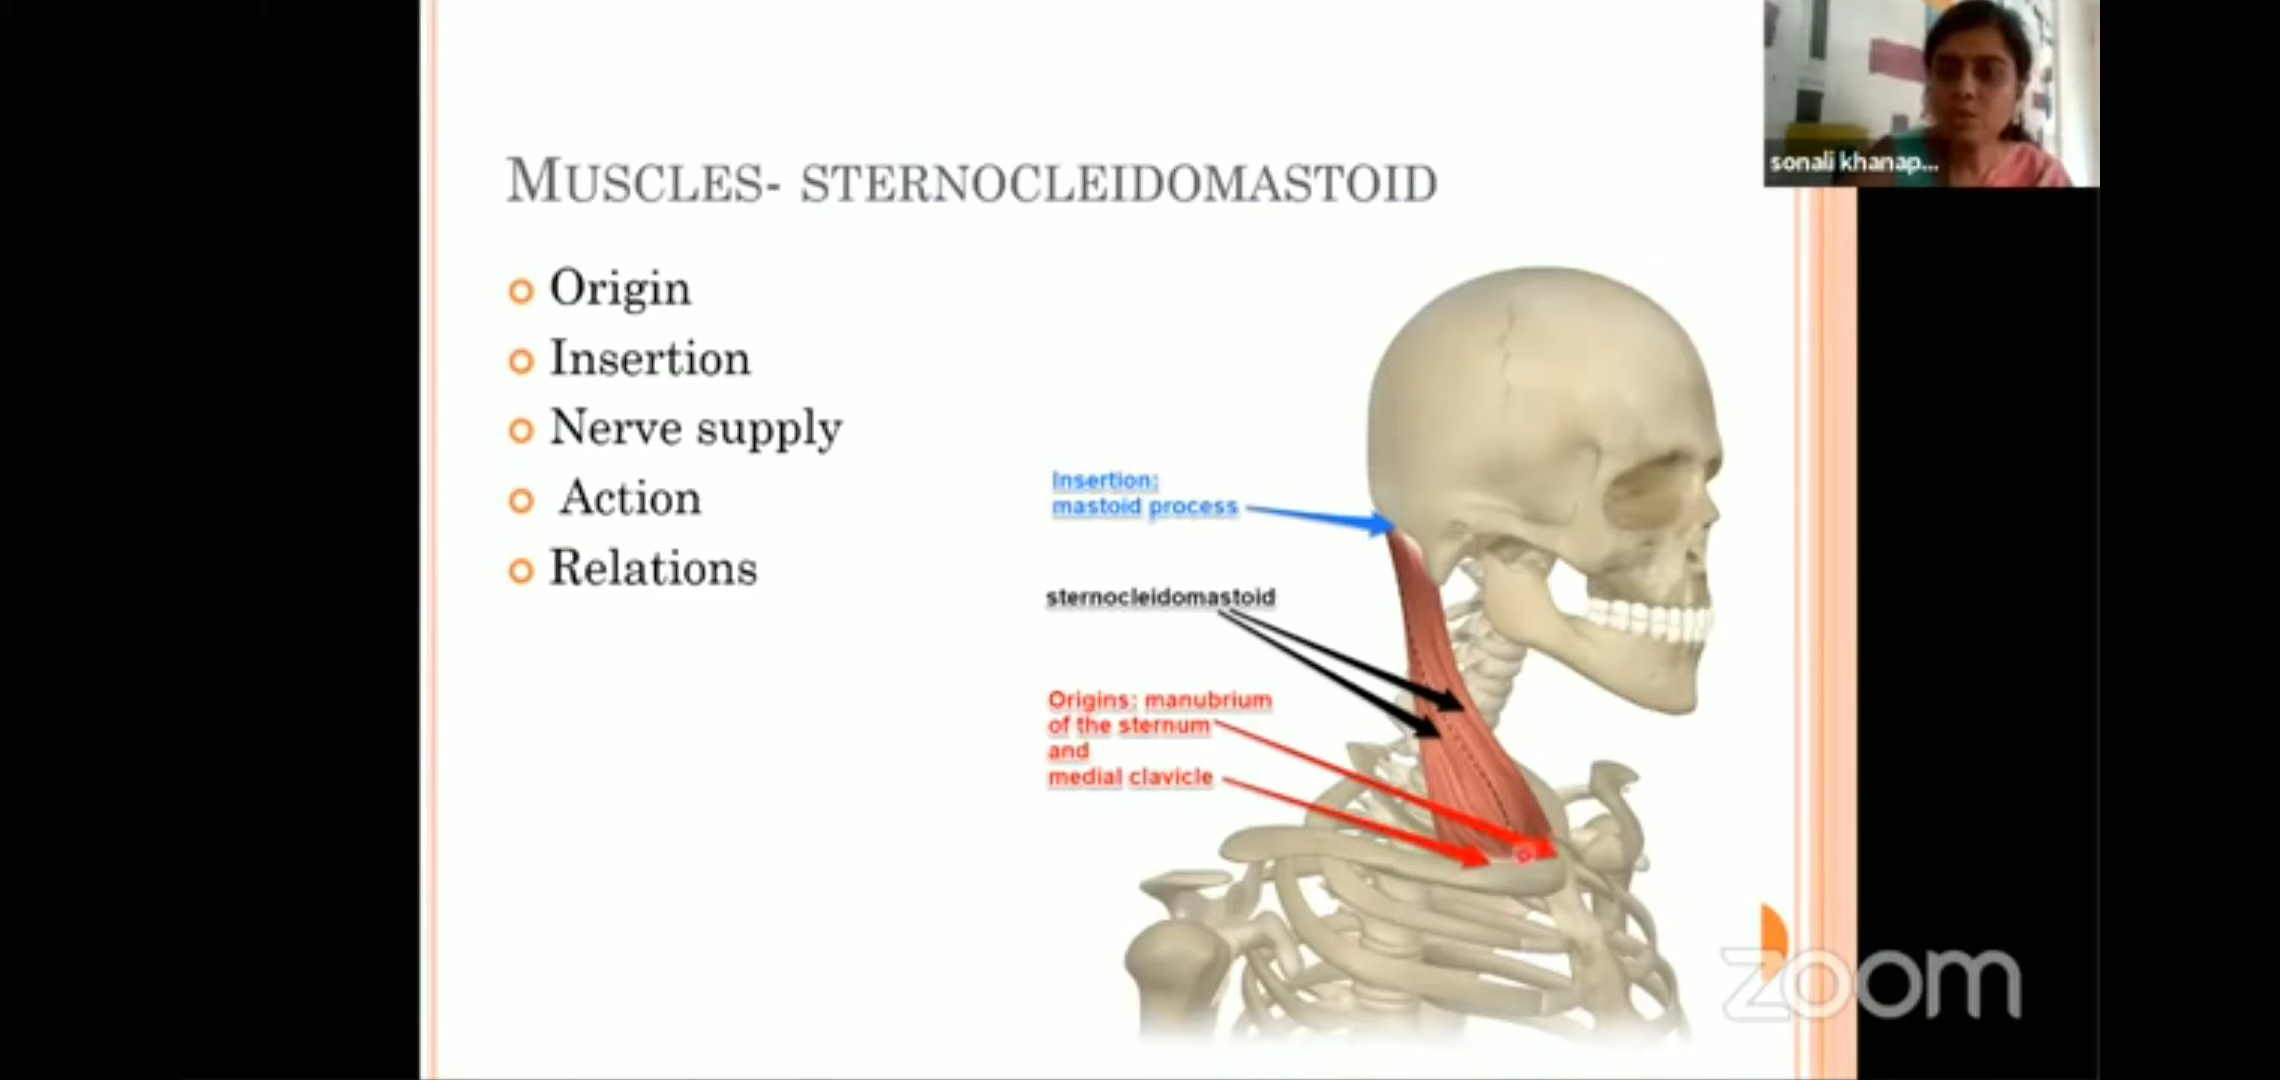 sonali khanap...
MUSCLES- STERNOCLEIDOMASTOID
Origin
Insertion
Nerve supply
Action
Relations
Insertion:
mastoid process
sternocleidomastoid
Origins: manubrium
of the sternum
and
medial clavicle
zoom